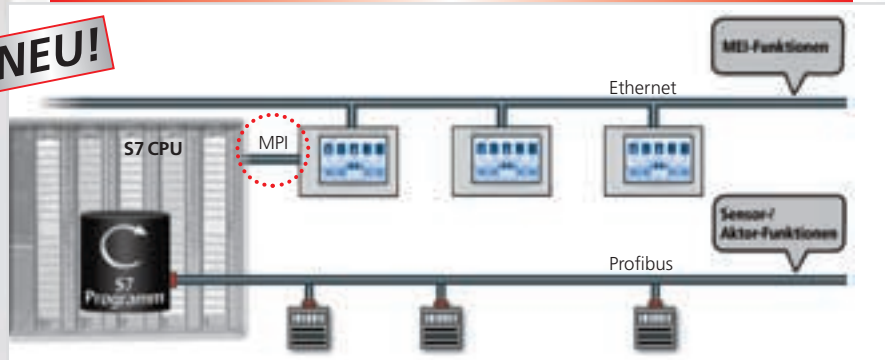 NEU!
MEI-Funktionen
Ethernet
S7 CPU
MPI
Sensor-/
Aktor-Funktionen
Profibus
S7
Programm